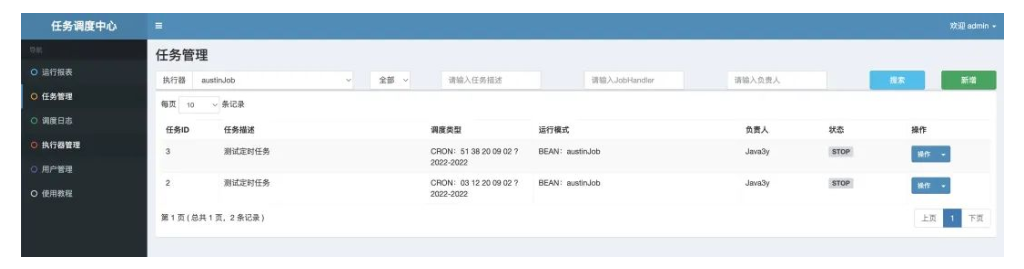 任务调度中心
欢迎 admin
导航
运行报表
任务管理
调度日志
执行器管理
用户管理
使用教程
任务管理
执行器 austinJob 全部 请输入任务描述 请输入JobHandler 请输入负责人 搜索 新增
每页 10 条记录
任务ID 任务描述 调度类型 运行模式 负责人 状态 操作
3 测试定时任务 CRON：51 38 20 09 02 ? BEAN：austinJob Java3y STOP 操作
2022-2022
2 测试定时任务 CRON：03 12 20 09 02 ? BEAN：austinJob Java3y STOP 操作
2022-2022
第 1 页 ( 总共 1 页，2 条记录 ) 上页 1 下页